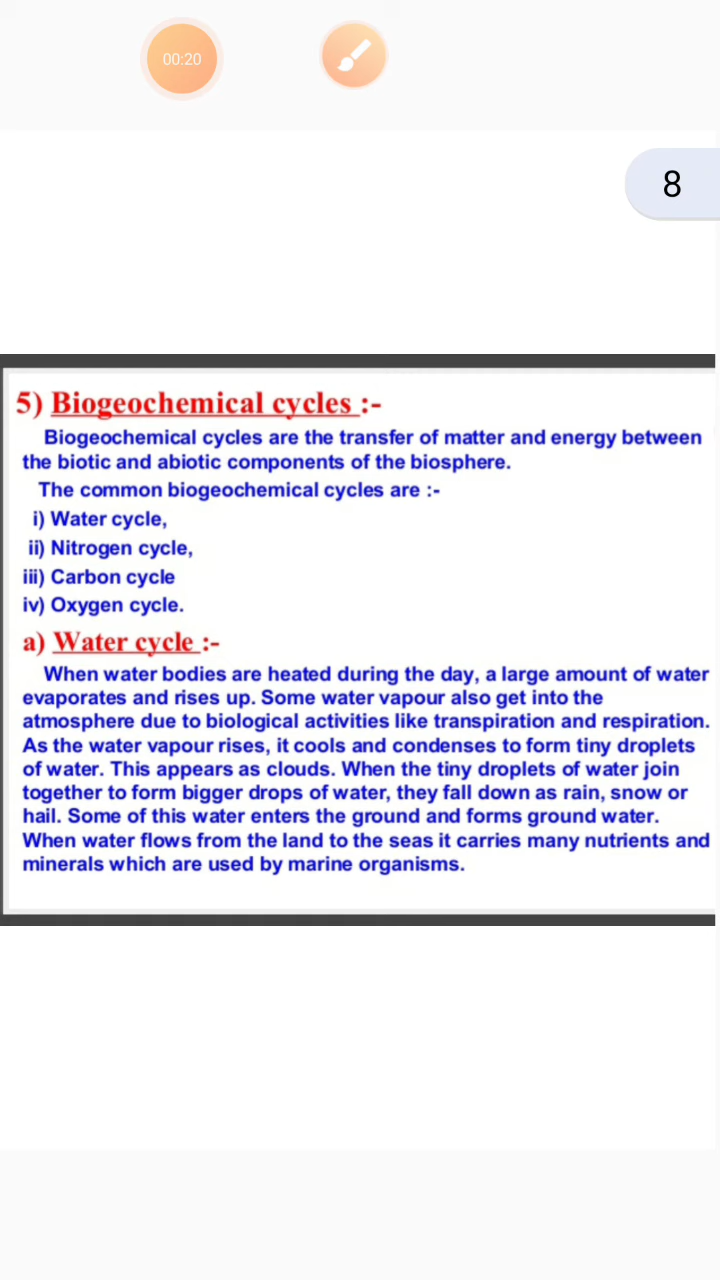 00:20
8
5) Biogeochemical cycles :-
Biogeochemical cycles are the transfer of matter and energy between
the biotic and abiotic components of the biosphere.
The common biogeochemical cycles are :-
i) Water cycle,
ii) Nitrogen cycle,
iii) Carbon cycle
iv) Oxygen cycle.
a) Water cycle :-
When water bodies are heated during the day, a large amount of water
evaporates and rises up. Some water vapour also get into the
atmosphere due to biological activities like transpiration and respiration.
As the water vapour rises, it cools and condenses to form tiny droplets
of water. This appears as clouds. When the tiny droplets of water join
together to form bigger drops of water, they fall down as rain, snow or
hail. Some of this water enters the ground and forms ground water.
When water flows from the land to the seas it carries many nutrients and
minerals which are used by marine organisms.